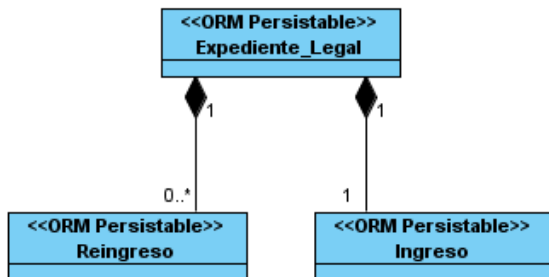 <<ORM Persistable>>
Expediente_Legal
1
1
0..*
1
<<ORM Persistable>>
Reingreso
<<ORM Persistable>>
Ingreso